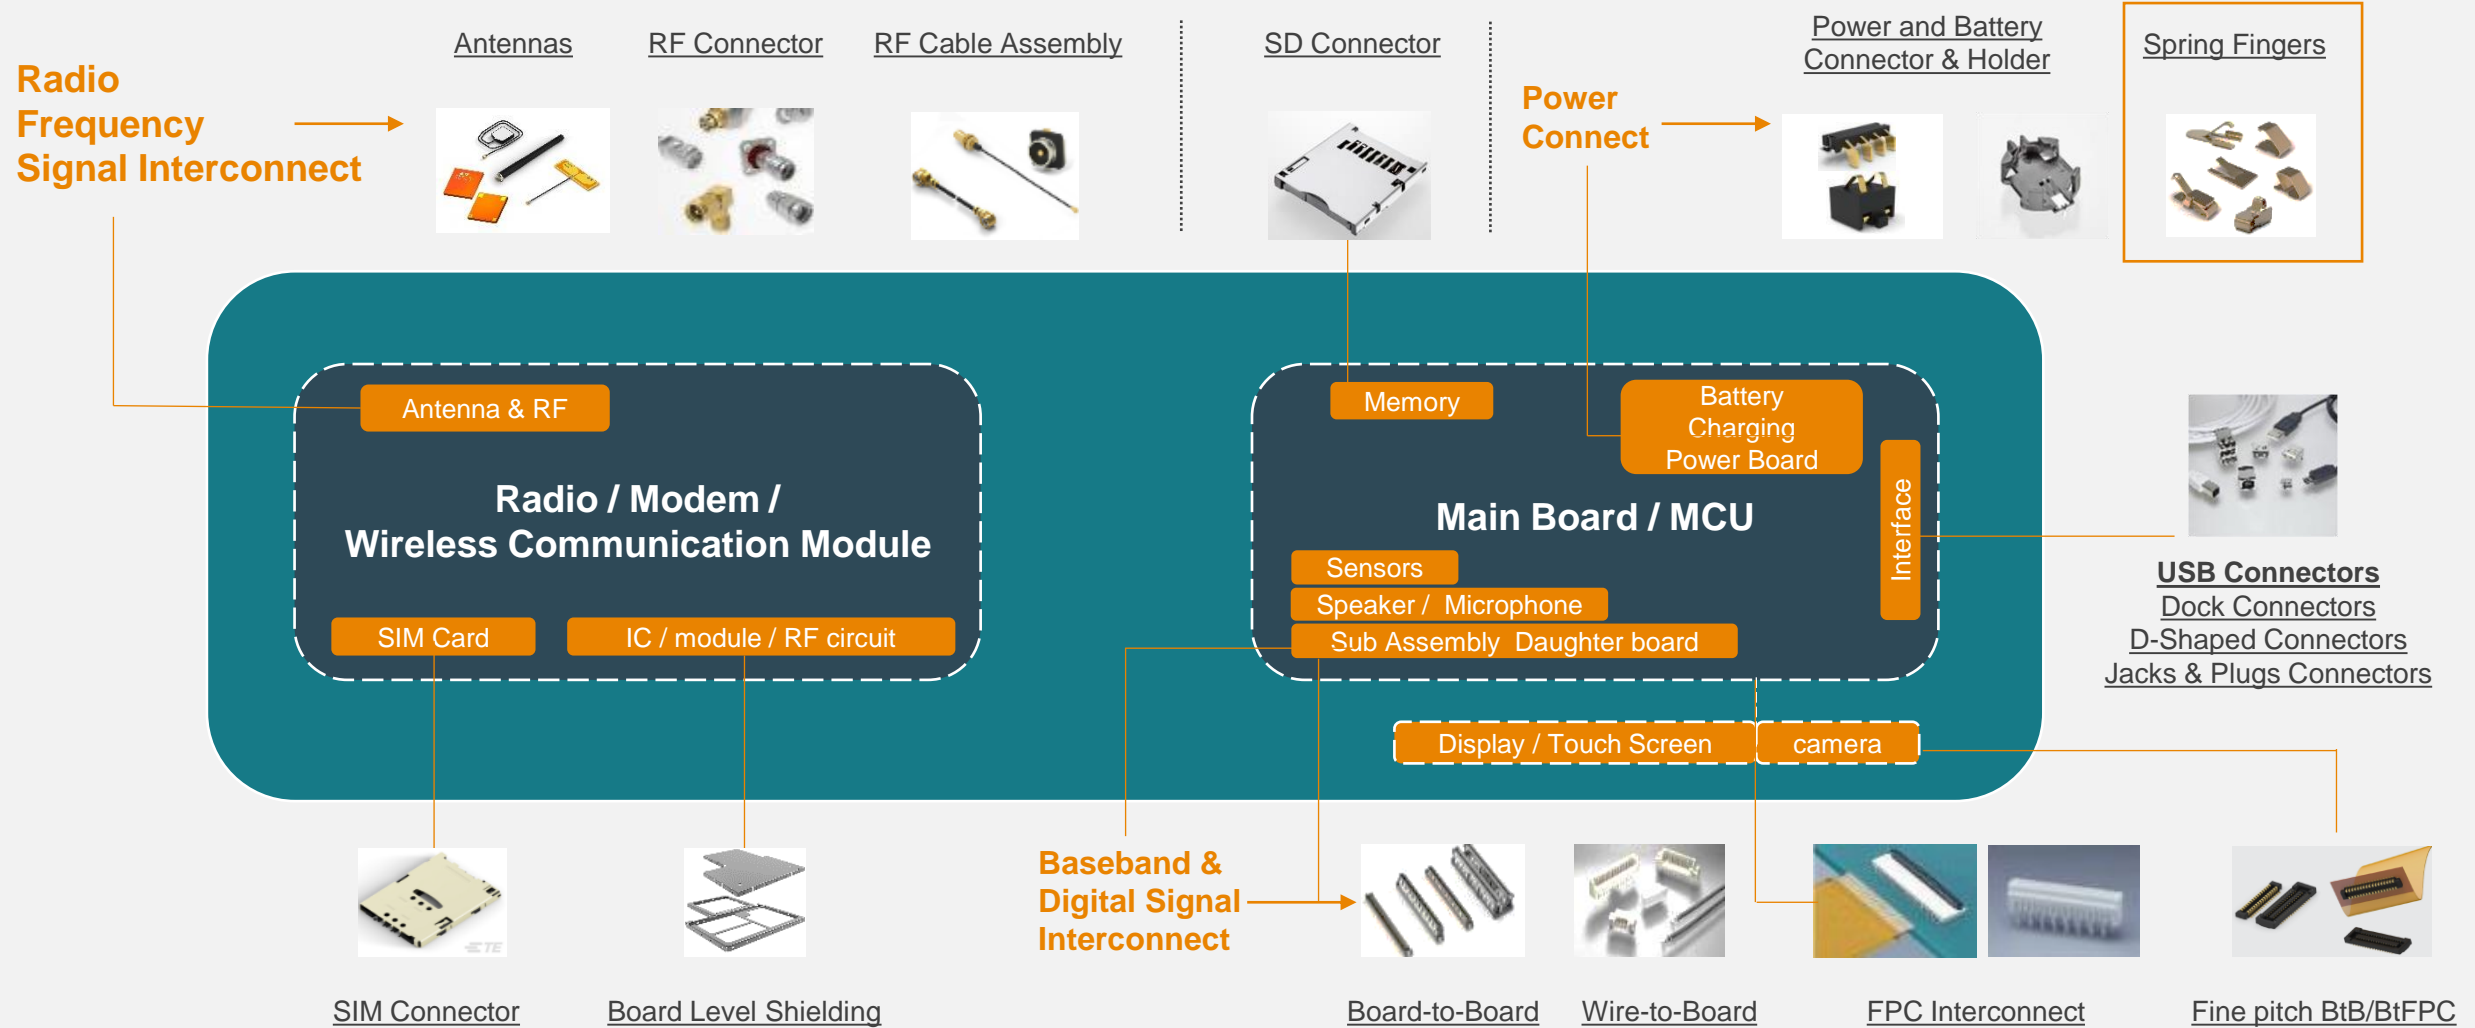 Antennas
RF Connector
RF Cable Assembly
SD Connector
Power and Battery
Connector & Holder
Spring Fingers
Radio
Frequency
Signal Interconnect
Power
Connect
Antenna & RF
Radio / Modem /
Wireless Communication Module
SIM Card
IC / module / RF circuit
Memory
Battery
Charging
Power Board
Main Board / MCU
Interface
Sensors
Speaker / Microphone
Sub Assembly Daughter board
Display / Touch Screen
camera
USB Connectors
Dock Connectors
D-Shaped Connectors
Jacks & Plugs Connectors
Baseband &
Digital Signal
Interconnect
TE
SIM Connector
Board Level Shielding
Board-to-Board
Wire-to-Board
FPC Interconnect
Fine pitch BtB/BtFPC